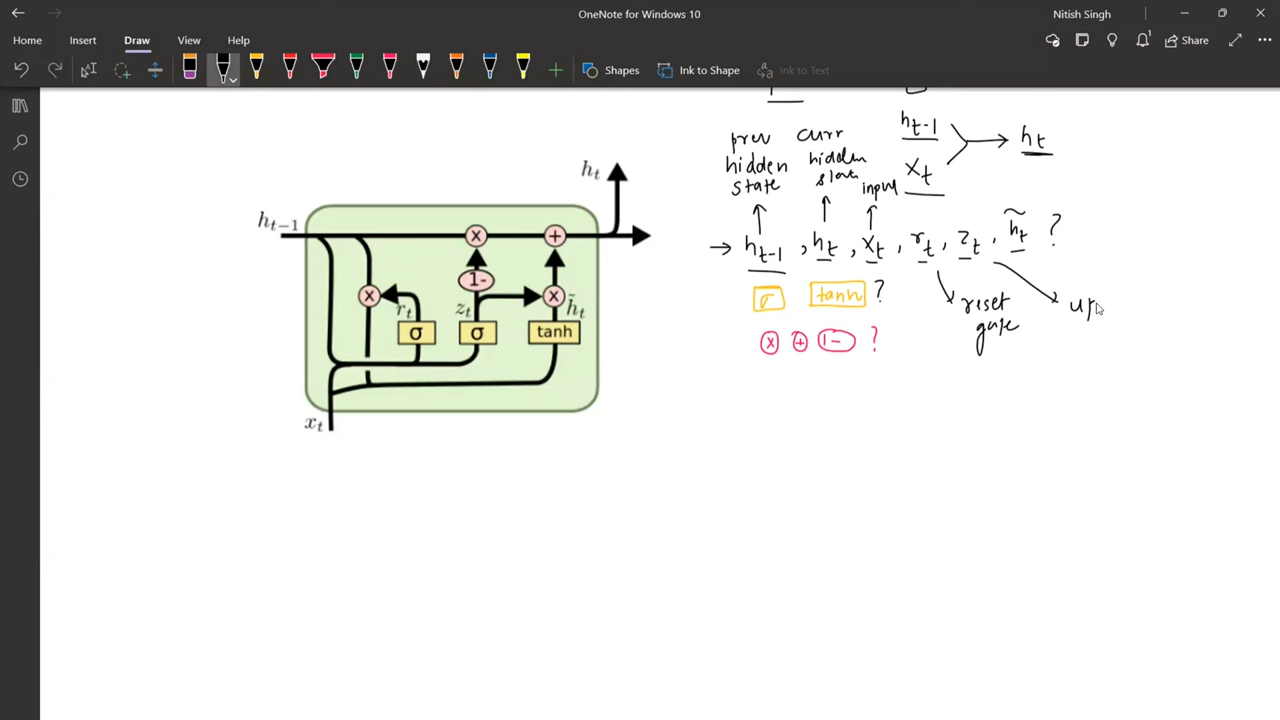 OneNote for Windows 10
Nitish Singh
Home Insert Draw View Help
Share
Shapes
Ink to Shape
Ink to Text
h_{t-1}
x_t
h_t
prev hidden state
curr hidden state
input
→ h_{t-1}, h_t, x_t, r_t, z_t, h̃_t ?
σ tanh ?
× + 1- ?
reset
gate
up
h_t
h_{t-1}
× +
1-
× r_t z_t × h̃_t
σ σ tanh
x_t